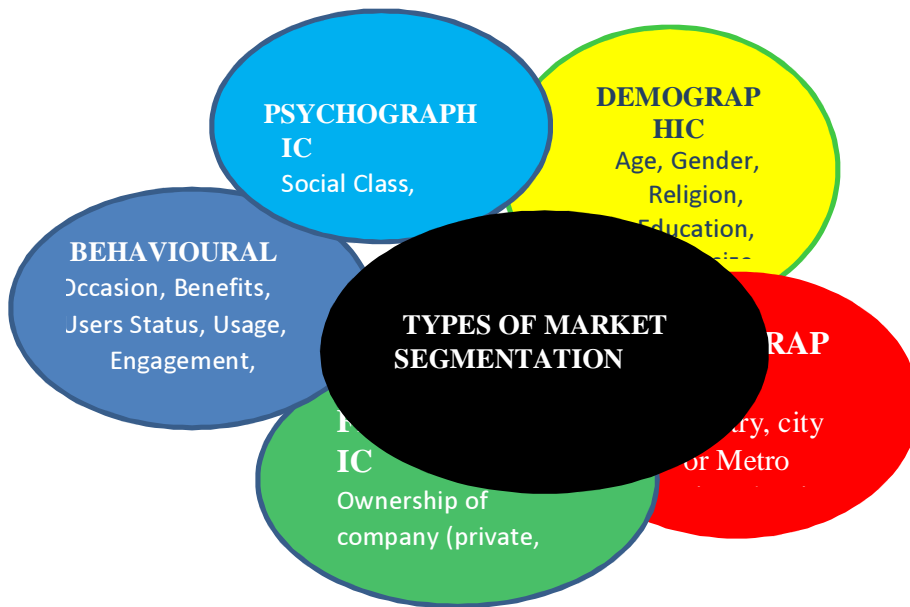 PSYCHOGRAPH
IC
Social Class,
DEMOGRAP
HIC
Age, Gender,
Religion,
Education,
BEHAVIOURAL
Occasion, Benefits,
Users Status, Usage,
Engagement,
TYPES OF MARKET
SEGMENTATION
RAP
city
or Metro
IC
Ownership of
company (private,